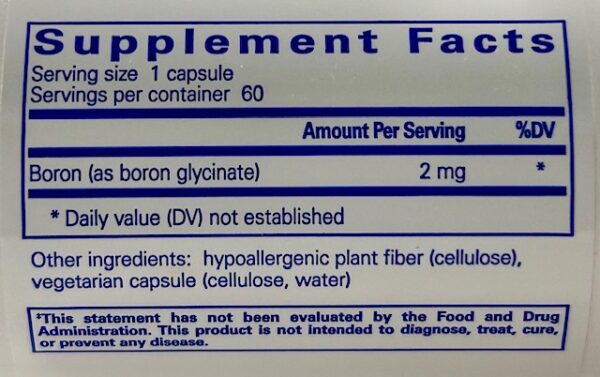 Supplement Facts
Serving size 1 capsule
Servings per container 60
Amount Per Serving %DV
Boron (as boron glycinate) 2 mg *
* Daily value (DV) not established
Other ingredients: hypoallergenic plant fiber (cellulose),
vegetarian capsule (cellulose, water)
*This statement has not been evaluated by the Food and Drug
Administration. This product is not intended to diagnose, treat, cure,
or prevent any disease.